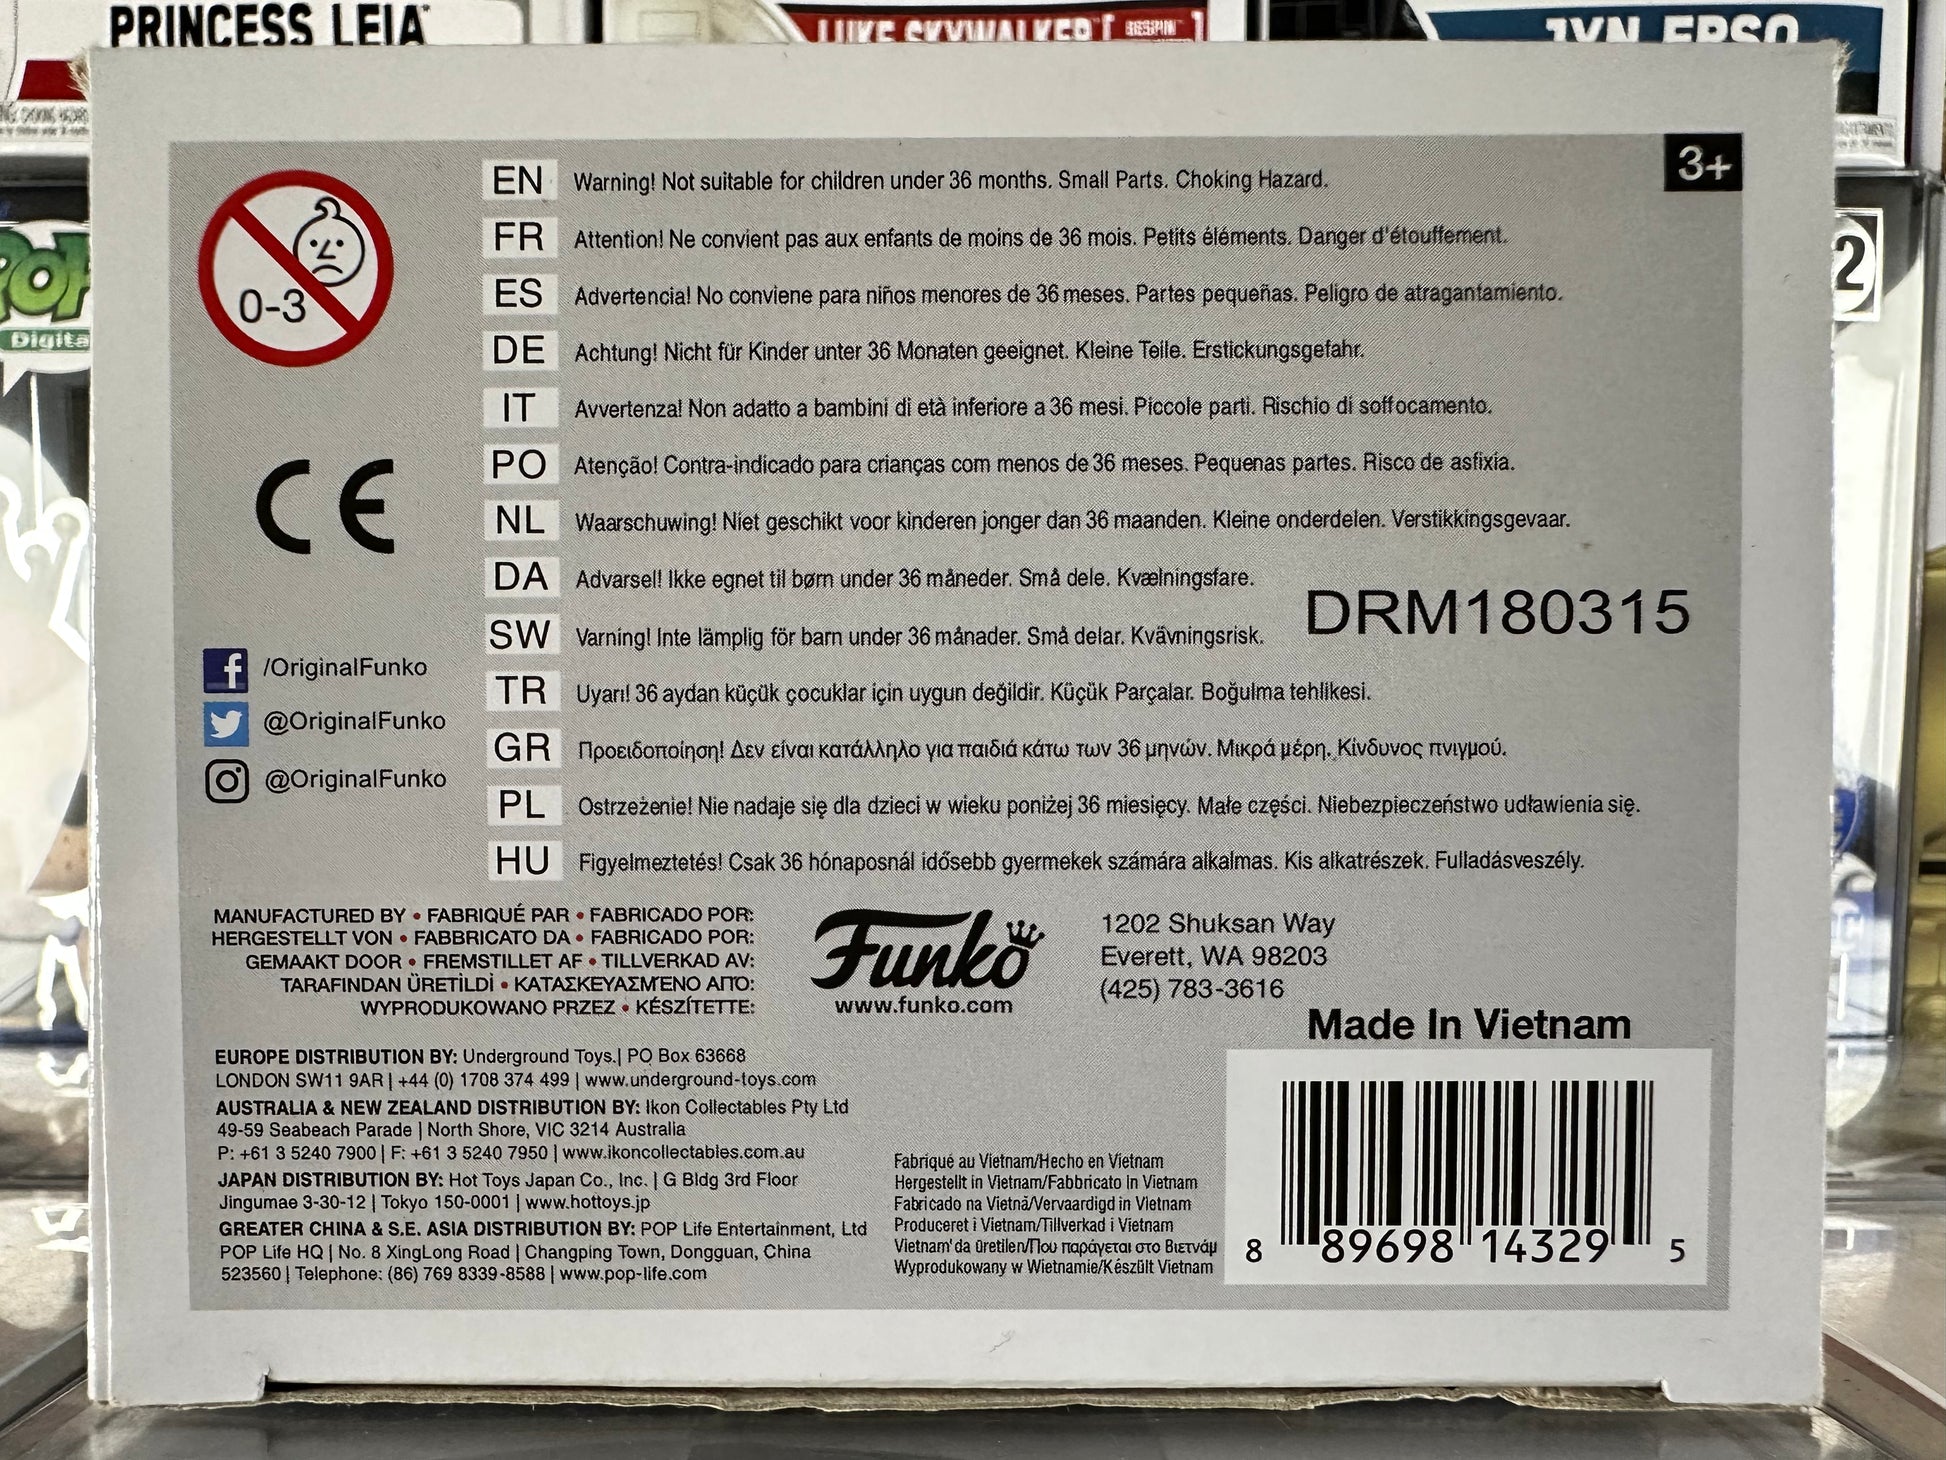 PRINCESS LEIA
LUKE SKYWALKER [BESPIN]
JYN ERSO
POP
Digita
2
3+
0-3
EN Warning! Not suitable for children under 36 months. Small Parts. Choking Hazard.
FR Attention! Ne convient pas aux enfants de moins de 36 mois. Petits éléments. Danger d'étouffement.
ES Advertencia! No conviene para niños menores de 36 meses. Partes pequeñas. Peligro de atragantamiento.
DE Achtung! Nicht für Kinder unter 36 Monaten geeignet. Kleine Teile. Erstickungsgefahr.
IT Avvertenza! Non adatto a bambini di età inferiore a 36 mesi. Piccole parti. Rischio di soffocamento.
PO Atenção! Contra-indicado para crianças com menos de 36 meses. Pequenas partes. Risco de asfixia.
NL Waarschuwing! Niet geschikt voor kinderen jonger dan 36 maanden. Kleine onderdelen. Verstikkingsgevaar.
DA Advarsel! Ikke egnet til børn under 36 måneder. Små dele. Kvælningsfare.
SW Varning! Inte lämplig för barn under 36 månader. Små delar. Kvävningsrisk.
TR Uyarı! 36 aydan küçük çocuklar için uygun değildir. Küçük Parçalar. Boğulma tehlikesi.
GR Προειδοποίηση! Δεν είναι κατάλληλο για παιδιά κάτω των 36 μηνών. Μικρά μέρη. Κίνδυνος πνιγμού.
PL Ostrzeżenie! Nie nadaje się dla dzieci w wieku poniżej 36 miesięcy. Małe części. Niebezpieczeństwo udławienia się.
HU Figyelmeztetés! Csak 36 hónaposnál idősebb gyermekek számára alkalmas. Kis alkatrészek. Fulladásveszély.
CE
DRM180315
/OriginalFunko
@OriginalFunko
@OriginalFunko
MANUFACTURED BY • FABRIQUÉ PAR • FABRICADO POR:
HERGESTELLT VON • FABBRICATO DA • FABRICADO POR:
GEMAAKT DOOR • FREMSTILLET AF • TILLVERKAD AV:
TARAFINDAN ÜRETİLDİ • ΚΑΤΑΣΚΕΥΑΣΜΈΝΟ ΑΠΌ:
WYPRODUKOWANO PRZEZ • KÉSZÍTETTE:
Funko
www.funko.com
1202 Shuksan Way
Everett, WA 98203
(425) 783-3616
Made In Vietnam
EUROPE DISTRIBUTION BY: Underground Toys.| PO Box 63668
LONDON SW11 9AR | +44 (0) 1708 374 499 | www.underground-toys.com
AUSTRALIA & NEW ZEALAND DISTRIBUTION BY: Ikon Collectables Pty Ltd
49-59 Seabeach Parade | North Shore, VIC 3214 Australia
P: +61 3 5240 7900 | F: +61 3 5240 7950 | www.ikoncollectables.com.au
JAPAN DISTRIBUTION BY: Hot Toys Japan Co., Inc. | G Bldg 3rd Floor
Jingumae 3-30-12 | Tokyo 150-0001 | www.hottoys.jp
GREATER CHINA & S.E. ASIA DISTRIBUTION BY: POP Life Entertainment, Ltd
POP Life HQ | No. 8 XingLong Road | Changping Town, Dongguan, China
523560 | Telephone: (86) 769 8339-8588 | www.pop-life.com
Fabriqué au Vietnam/Hecho en Vietnam
Hergestellt in Vietnam/Fabbricato In Vietnam
Fabricado na Vietnã/Vervaardigd in Vietnam
Produceret i Vietnam/Tillverkad i Vietnam
Vietnam'da üretilen/Που παράγεται στο Βιετνάμ
Wyprodukowany w Wietnamie/Készült Vietnam
8 89698 14329 5